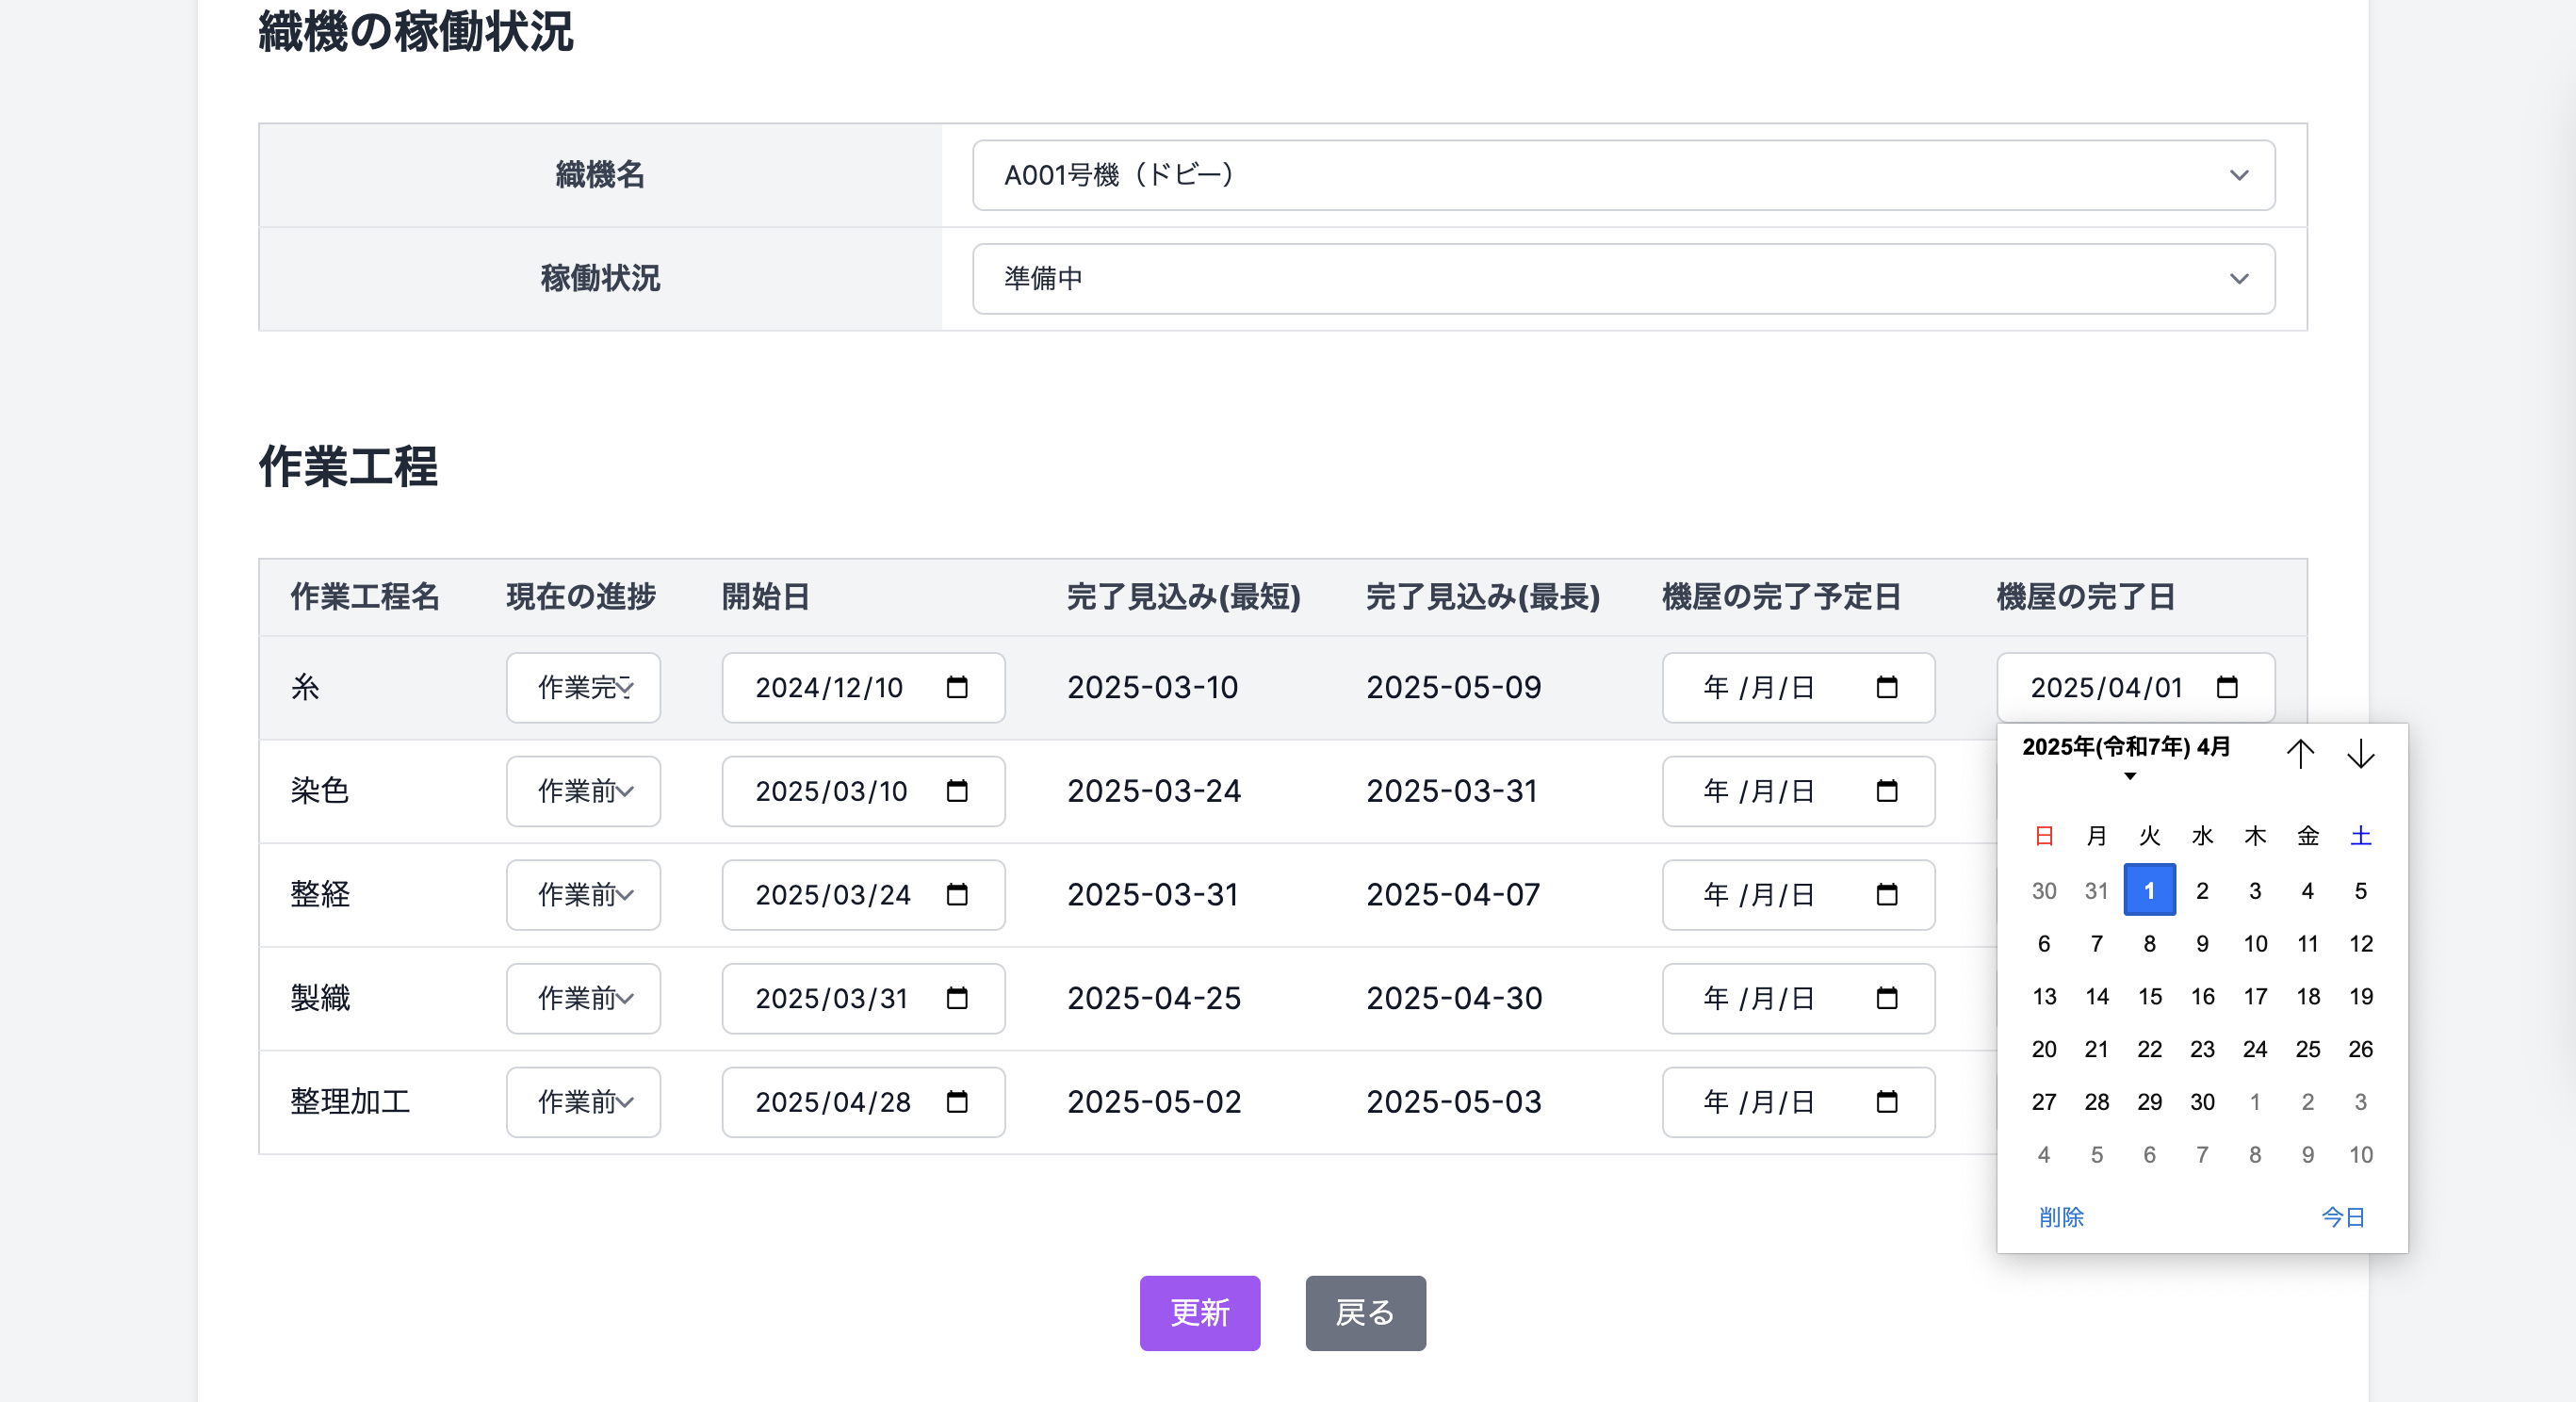 織機の稼働状況
織機名 A001号機（ドビー）
稼働状況 準備中
作業工程
作業工程名 現在の進捗 開始日 完了見込み(最短) 完了見込み(最長) 機屋の完了予定日 機屋の完了日
糸 作業完 2024/12/10 2025-03-10 2025-05-09 年 /月/日 2025/04/01
染色 作業前 2025/03/10 2025-03-24 2025-03-31 年 /月/日
整経 作業前 2025/03/24 2025-03-31 2025-04-07 年 /月/日
製織 作業前 2025/03/31 2025-04-25 2025-04-30 年 /月/日
整理加工 作業前 2025/04/28 2025-05-02 2025-05-03 年 /月/日
2025年(令和7年) 4月
日 月 火 水 木 金 土
30 31 1 2 3 4 5
6 7 8 9 10 11 12
13 14 15 16 17 18 19
20 21 22 23 24 25 26
27 28 29 30 1 2 3
4 5 6 7 8 9 10
削除 今日
更新 戻る